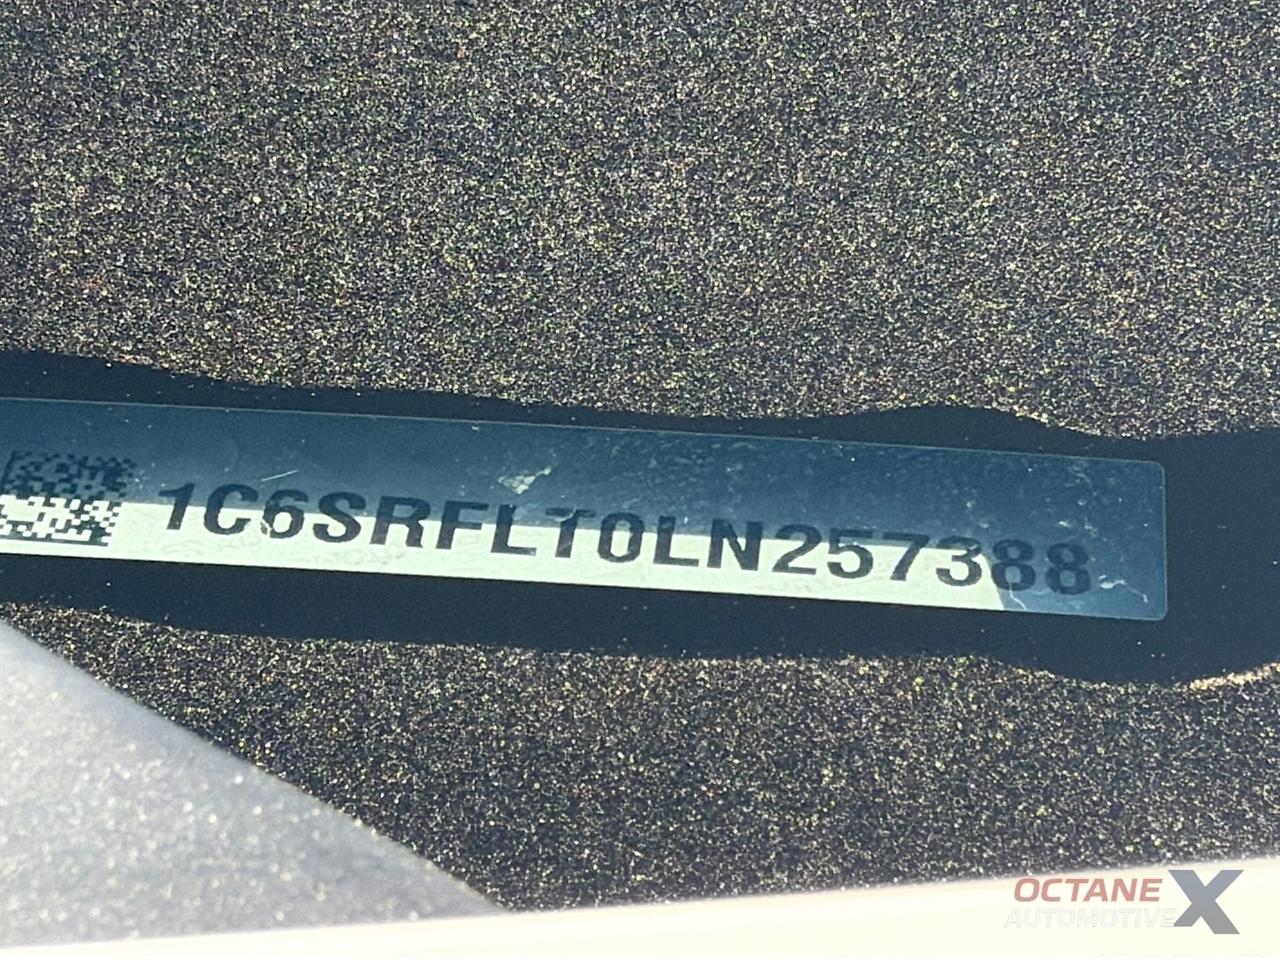 1C6SRFLT0LN257388
OCTANE X
AUTOMOTIVE